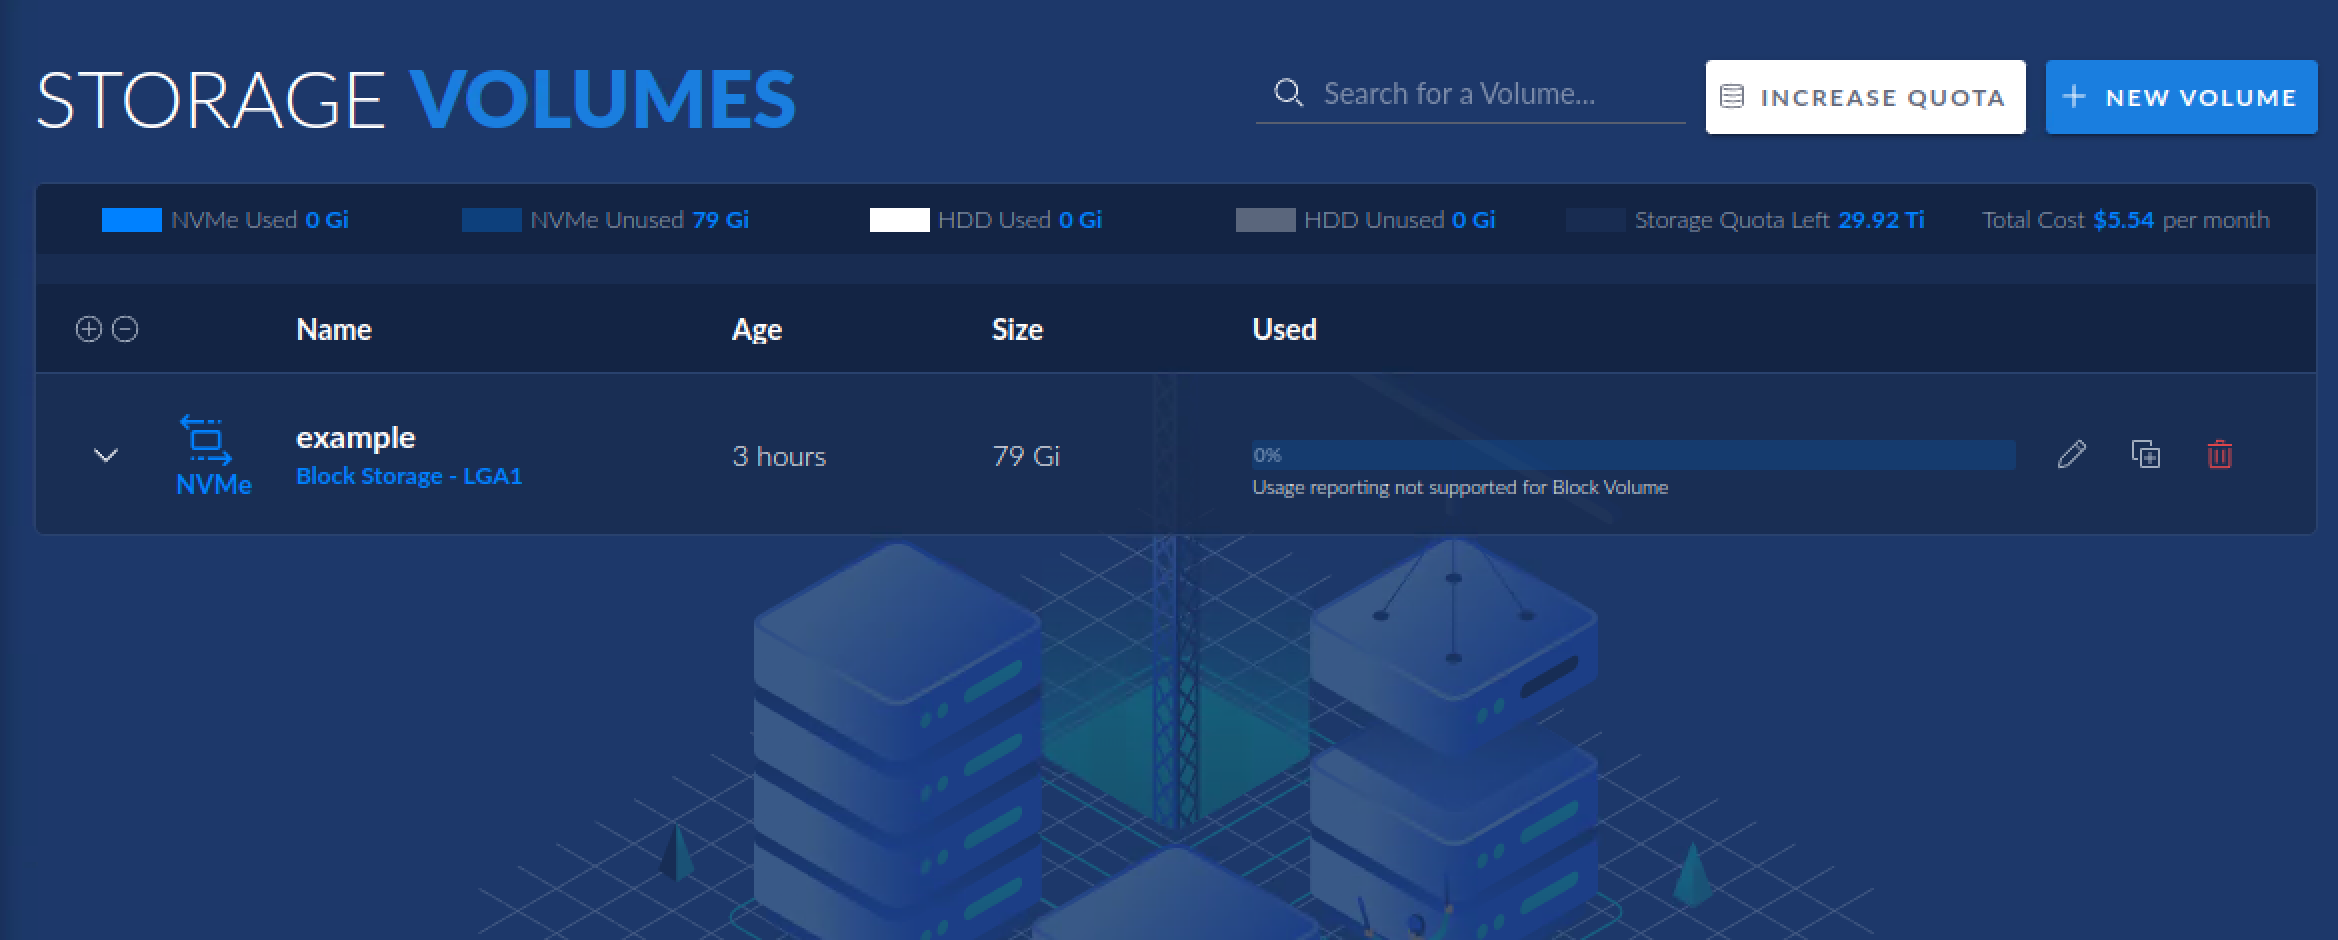 STORAGE VOLUMES
Search for a Volume...
INCREASE QUOTA
NEW VOLUME
NVMe Used 0 Gi
NVMe Unused 79 Gi
HDD Used 0 Gi
HDD Unused 0 Gi
Storage Quota Left 29.92 Ti
Total Cost $5.54 per month
Name
Age
Size
Used
NVMe
example
Block Storage - LGA1
3 hours
79 Gi
0%
Usage reporting not supported for Block Volume